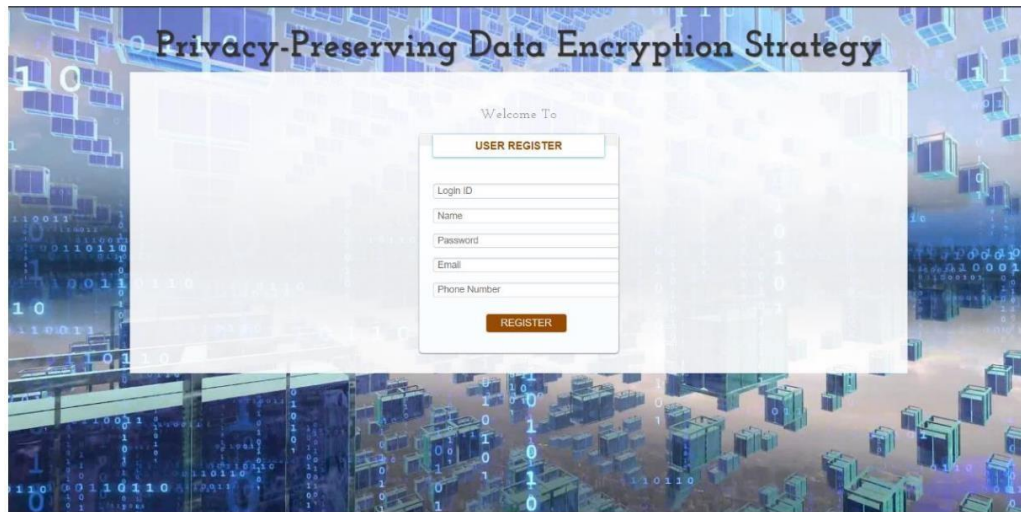 Privacy-Preserving Data Encryption Strategy
Welcome To
USER REGISTER
Login ID
Name
Password
Email
Phone Number
REGISTER